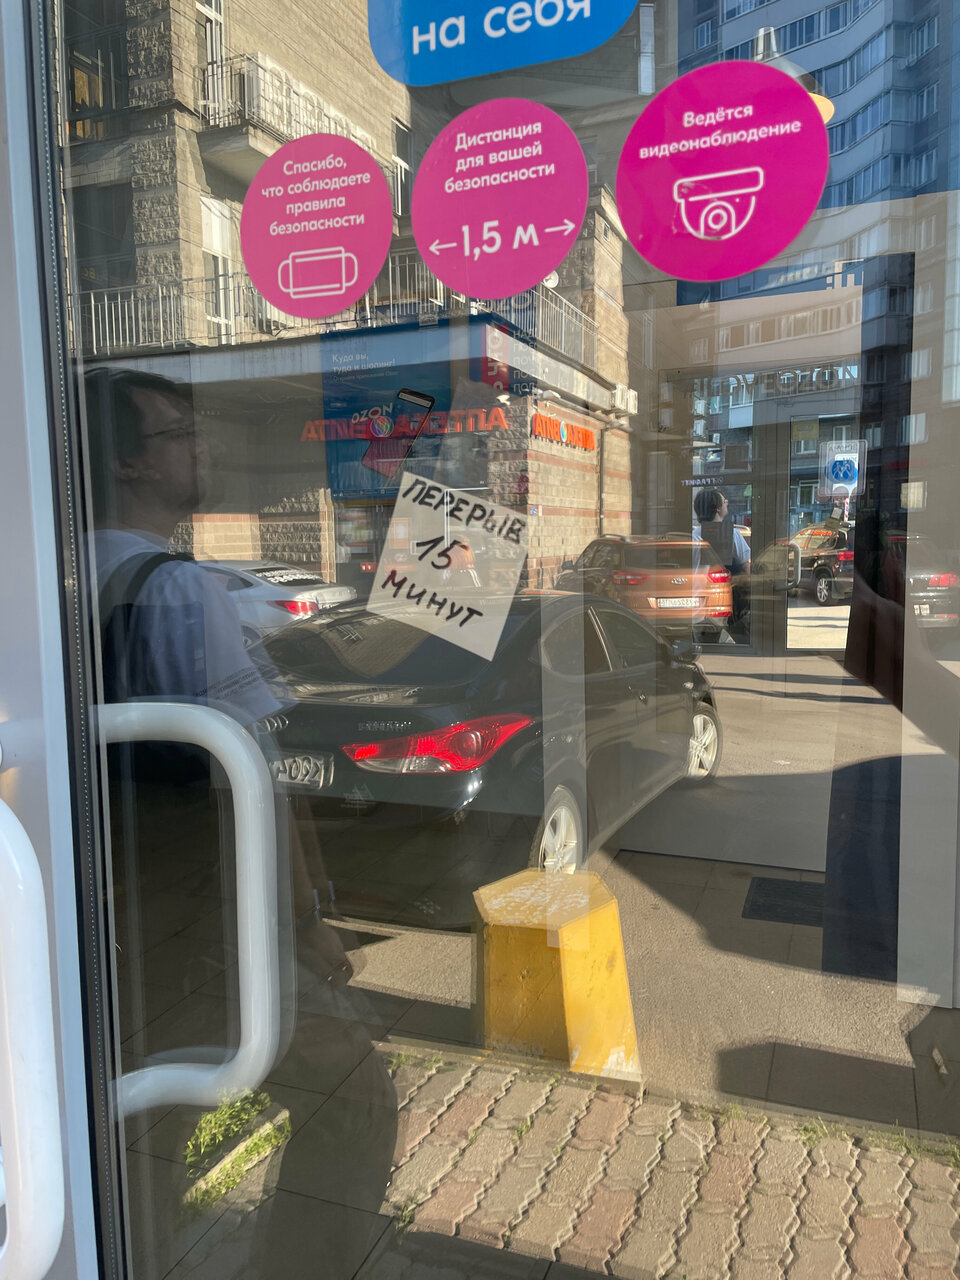 на себя
Спасибо,
что соблюдаете
правила
безопасности
Дистанция
для вашей
безопасности
1,5 м
Ведётся
видеонаблюдение
Куда вы,
туда и шопинг!
OZON
АПТЕКА
АПТЕКА
ПЕРЕРЫВ
15
МИНУТ